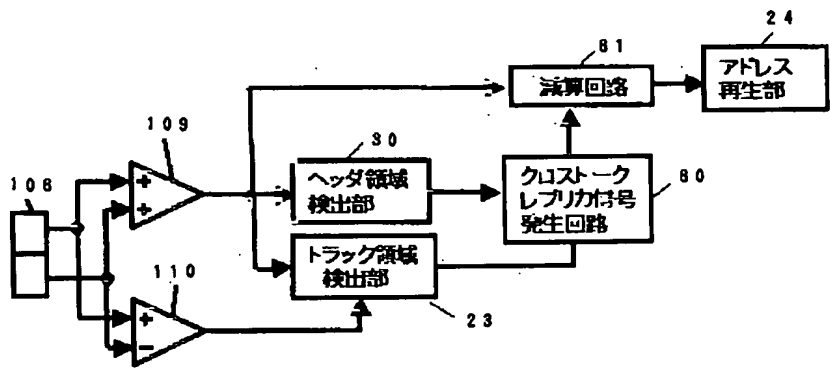 81
24
減算回路
アドレス
再生部
109
30
108
+
+
ヘッダ領域
検出部
クロストーク
レプリカ信号
発生回路
80
トラック領域
検出部
110
+
−
23